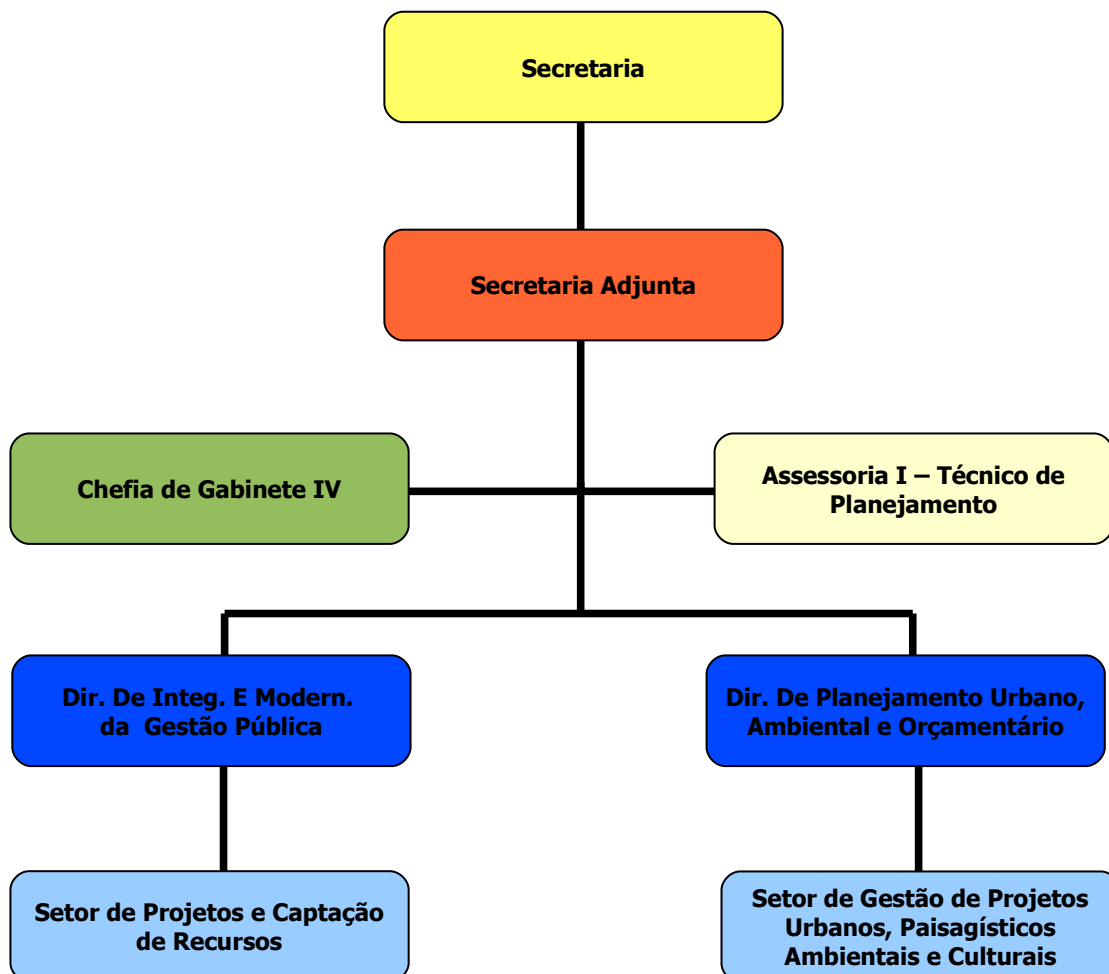 Secretaria
Secretaria Adjunta
Chefia de Gabinete IV
Assessoria I – Técnico de
Planejamento
Dir. De Integ. E Modern.
da Gestão Pública
Dir. De Planejamento Urbano,
Ambiental e Orçamentário
Setor de Projetos e Captação
de Recursos
Setor de Gestão de Projetos
Urbanos, Paisagísticos
Ambientais e Culturais